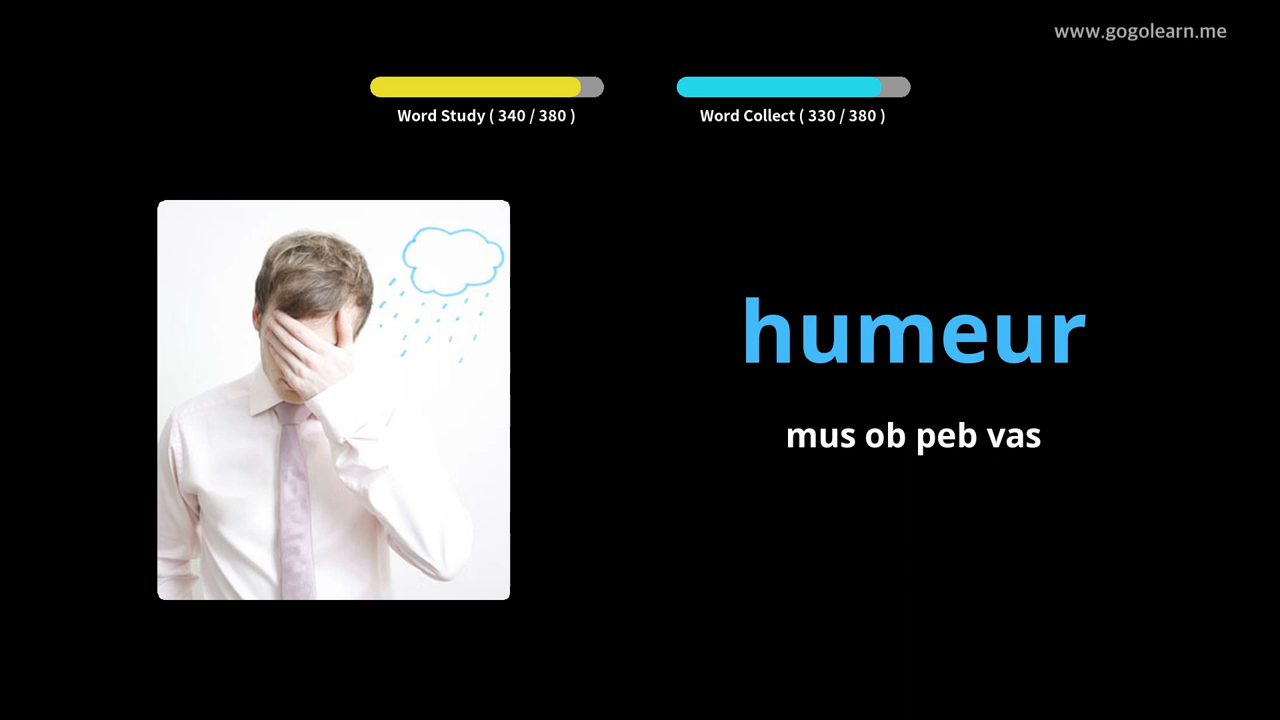 www.gogolearn.me
Word Study ( 340 / 380 )
Word Collect ( 330 / 380 )
humeur
mus ob peb vas